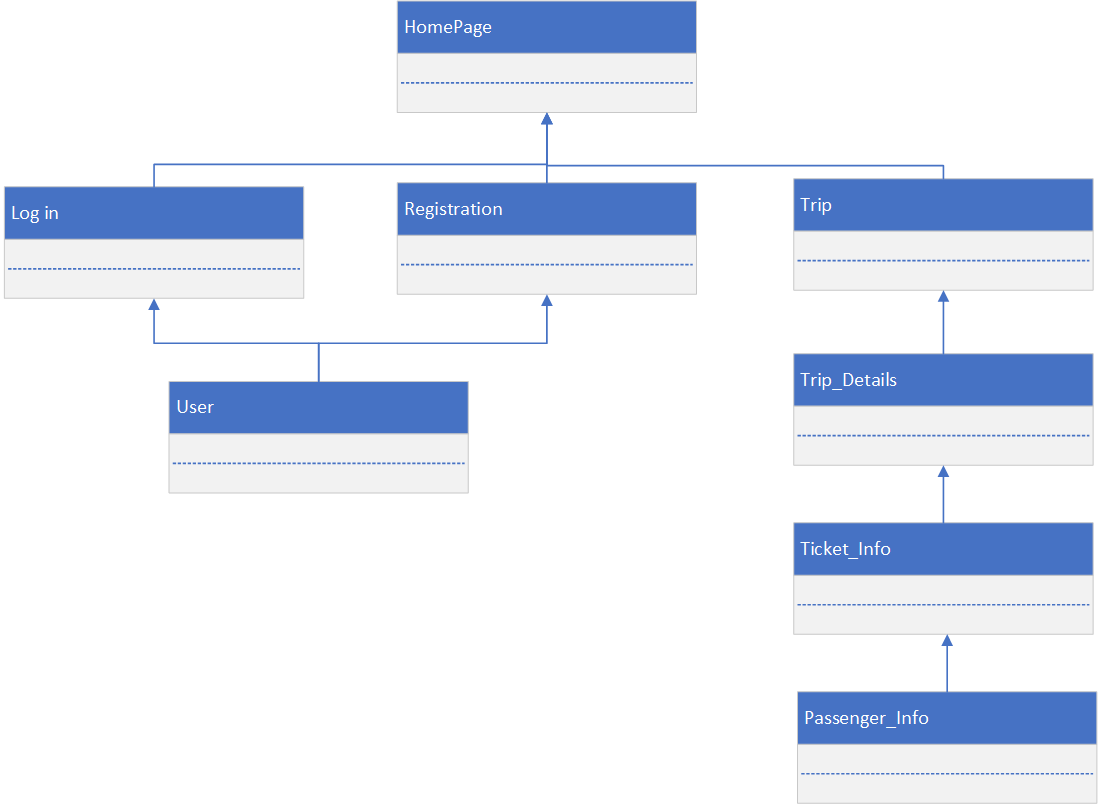 HomePage
Log in
Registration
Trip
User
Trip_Details
Ticket_Info
Passenger_Info